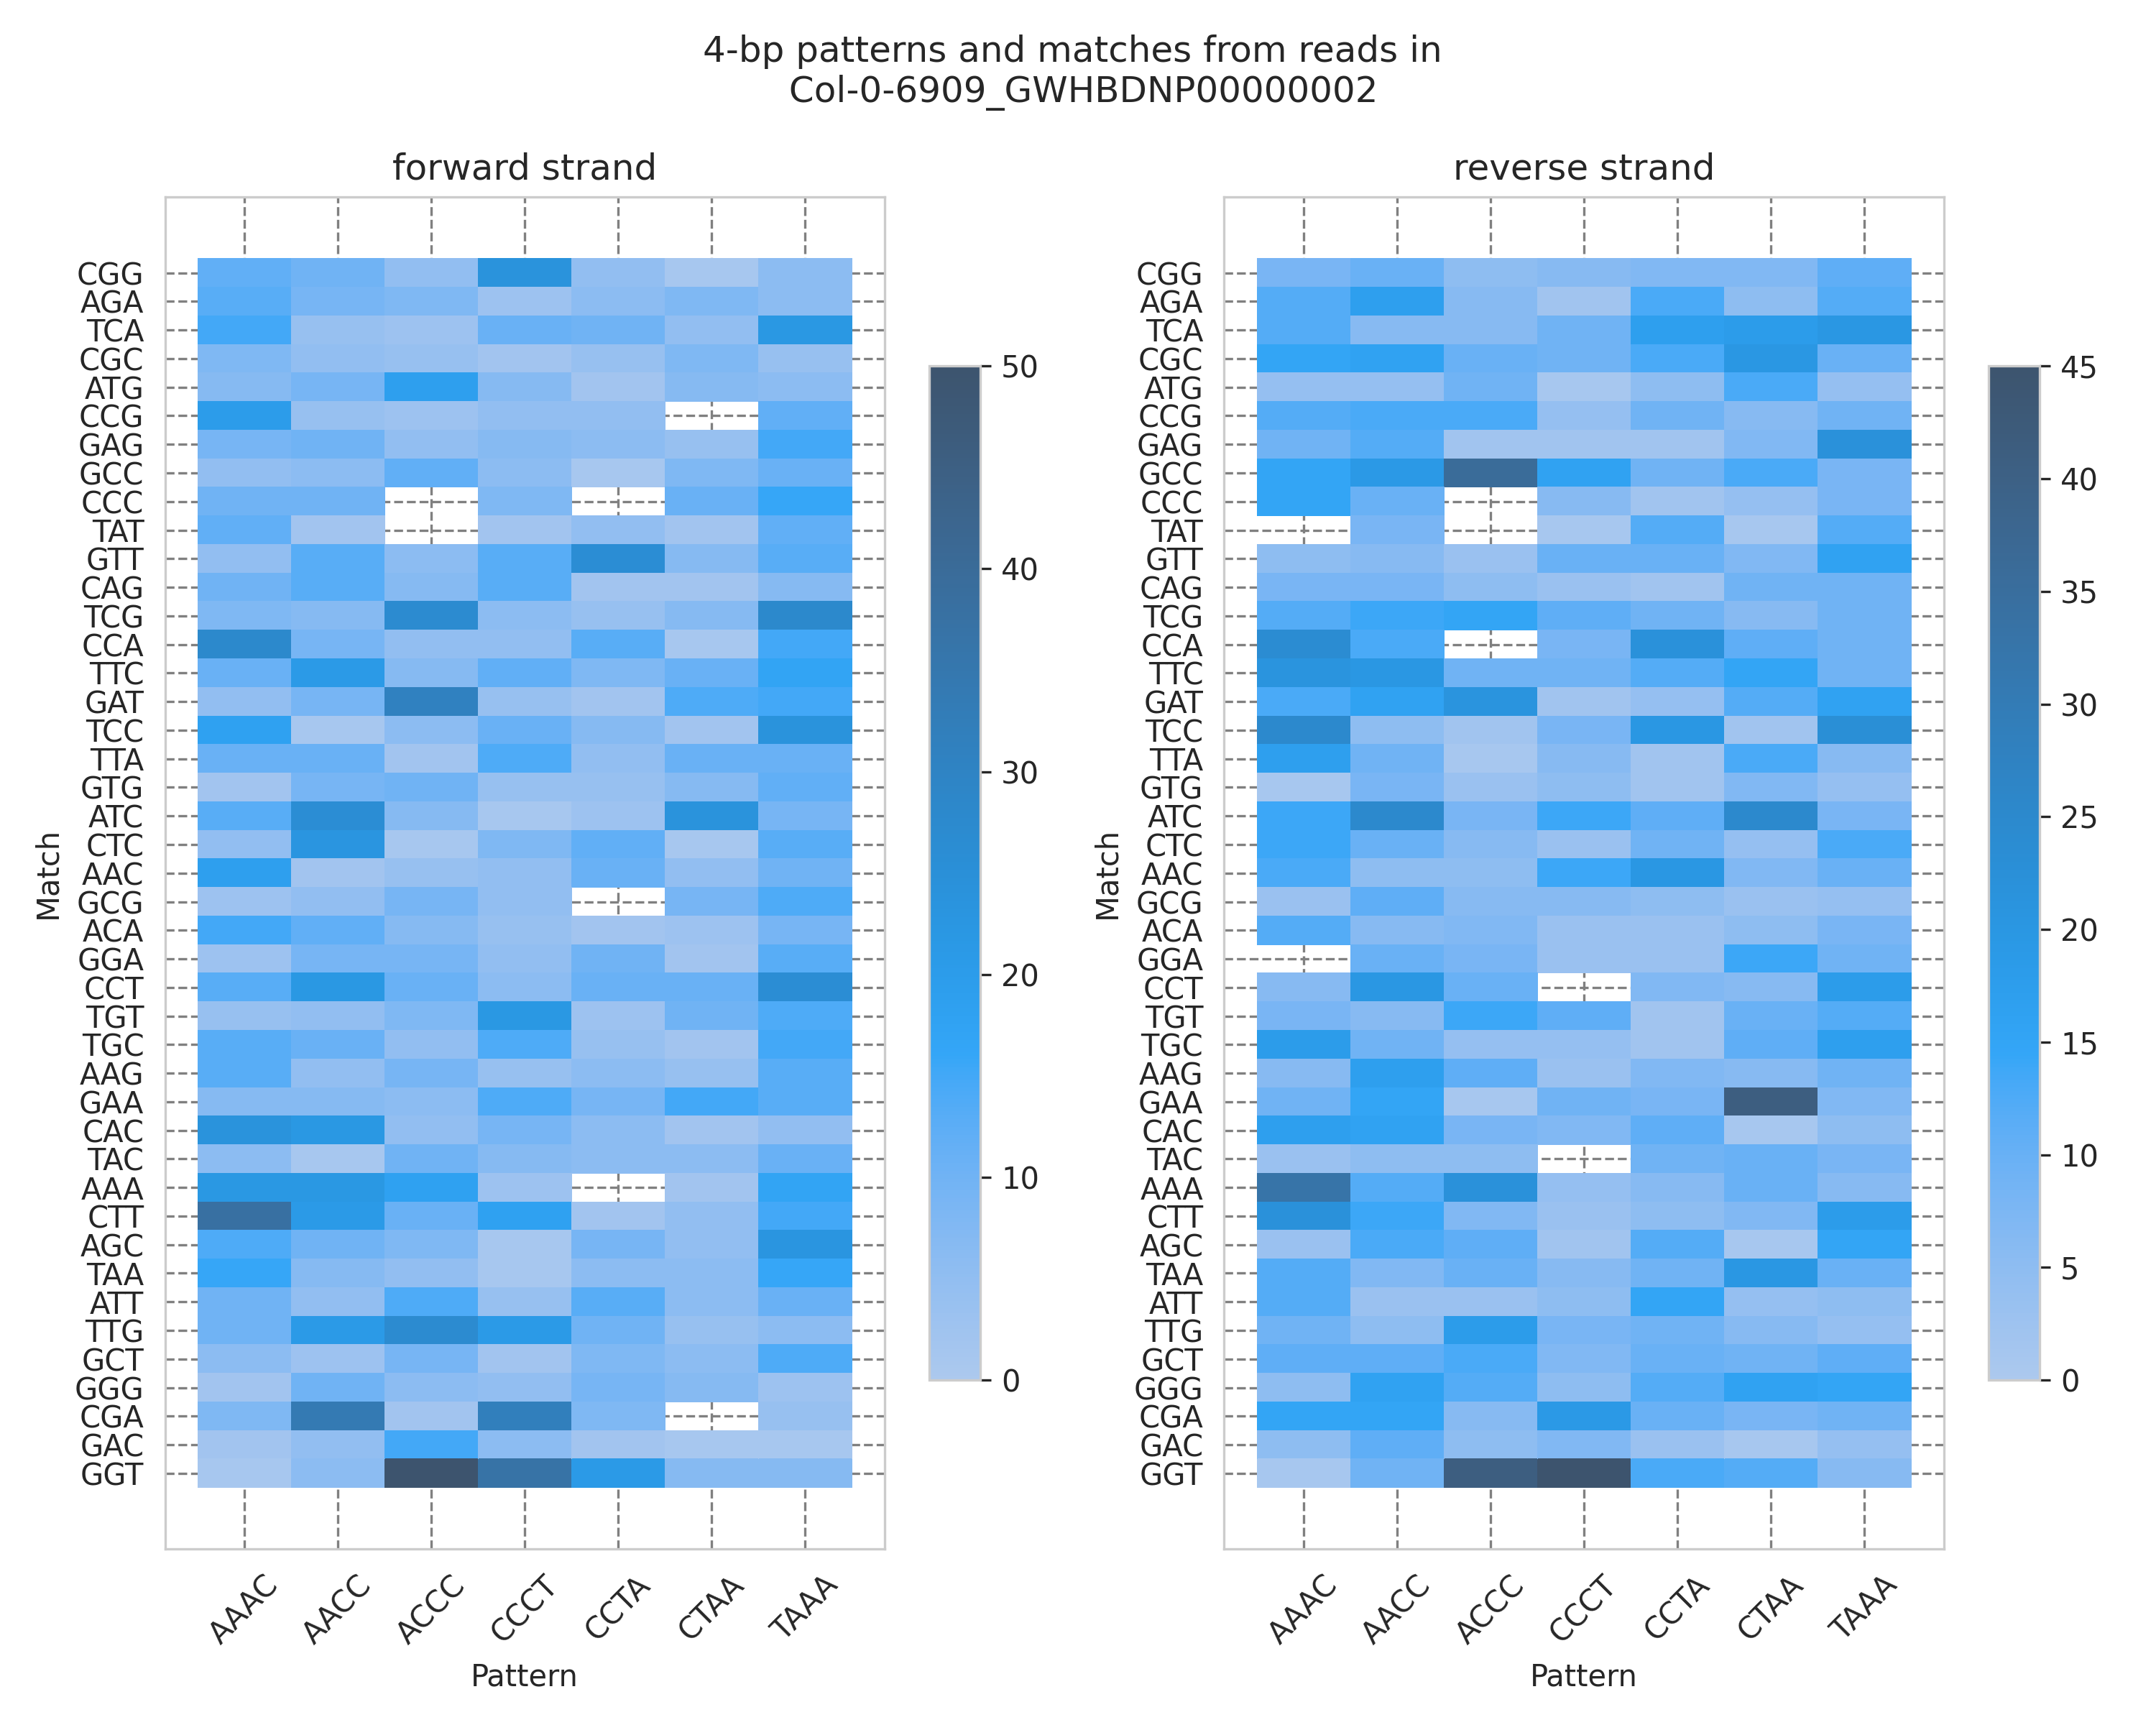 4-bp patterns and matches from reads in
Col-0-6909_GWHBDNP00000002
forward strand
Match
CGG
AGA
TCA
CGC
ATG
CCG
GAG
GCC
CCC
TAT
GTT
CAG
TCG
CCA
TTC
GAT
TCC
TTA
GTG
ATC
CTC
AAC
GCG
ACA
GGA
CCT
TGT
TGC
AAG
GAA
CAC
TAC
AAA
CTT
AGC
TAA
ATT
TTG
GCT
GGG
CGA
GAC
GGT
AAAC
AACC
ACCC
CCCT
CCTA
CTAA
TAAA
Pattern
50
40
30
20
10
0
reverse strand
Match
CGG
AGA
TCA
CGC
ATG
CCG
GAG
GCC
CCC
TAT
GTT
CAG
TCG
CCA
TTC
GAT
TCC
TTA
GTG
ATC
CTC
AAC
GCG
ACA
GGA
CCT
TGT
TGC
AAG
GAA
CAC
TAC
AAA
CTT
AGC
TAA
ATT
TTG
GCT
GGG
CGA
GAC
GGT
AAAC
AACC
ACCC
CCCT
CCTA
CTAA
TAAA
Pattern
45
40
35
30
25
20
15
10
5
0